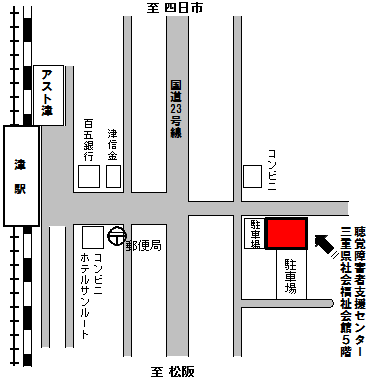 至 四日市
アスト津
国道23号線
百五
銀行
津信金
コンビニ
津 駅
駐車場
聴覚障害者支援センター
三重県社会福祉会館5階
郵便局
コンビニ
ホテルサンルート
駐車場
至 松阪